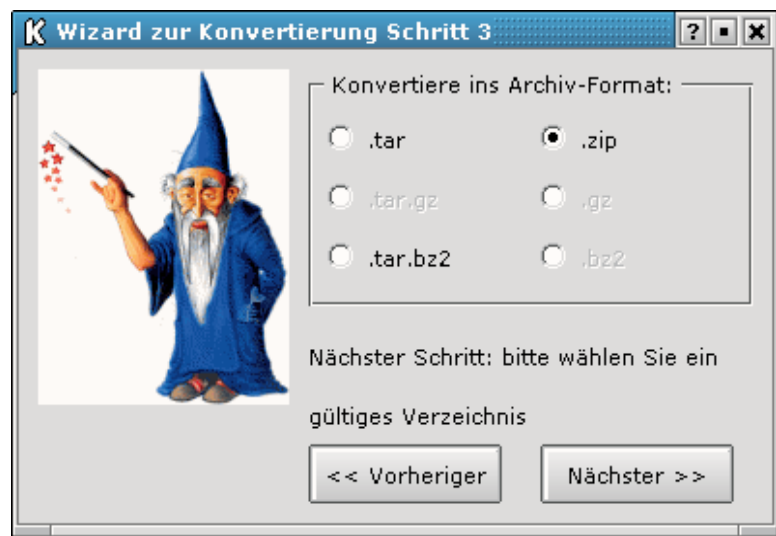 Wizard zur Konvertierung Schritt 3
Konvertiere ins Archiv-Format:
.tar
.zip
.tar.gz
.gz
.tar.bz2
.bz2
Nächster Schritt: bitte wählen Sie ein
gültiges Verzeichnis
<< Vorheriger
Nächster >>